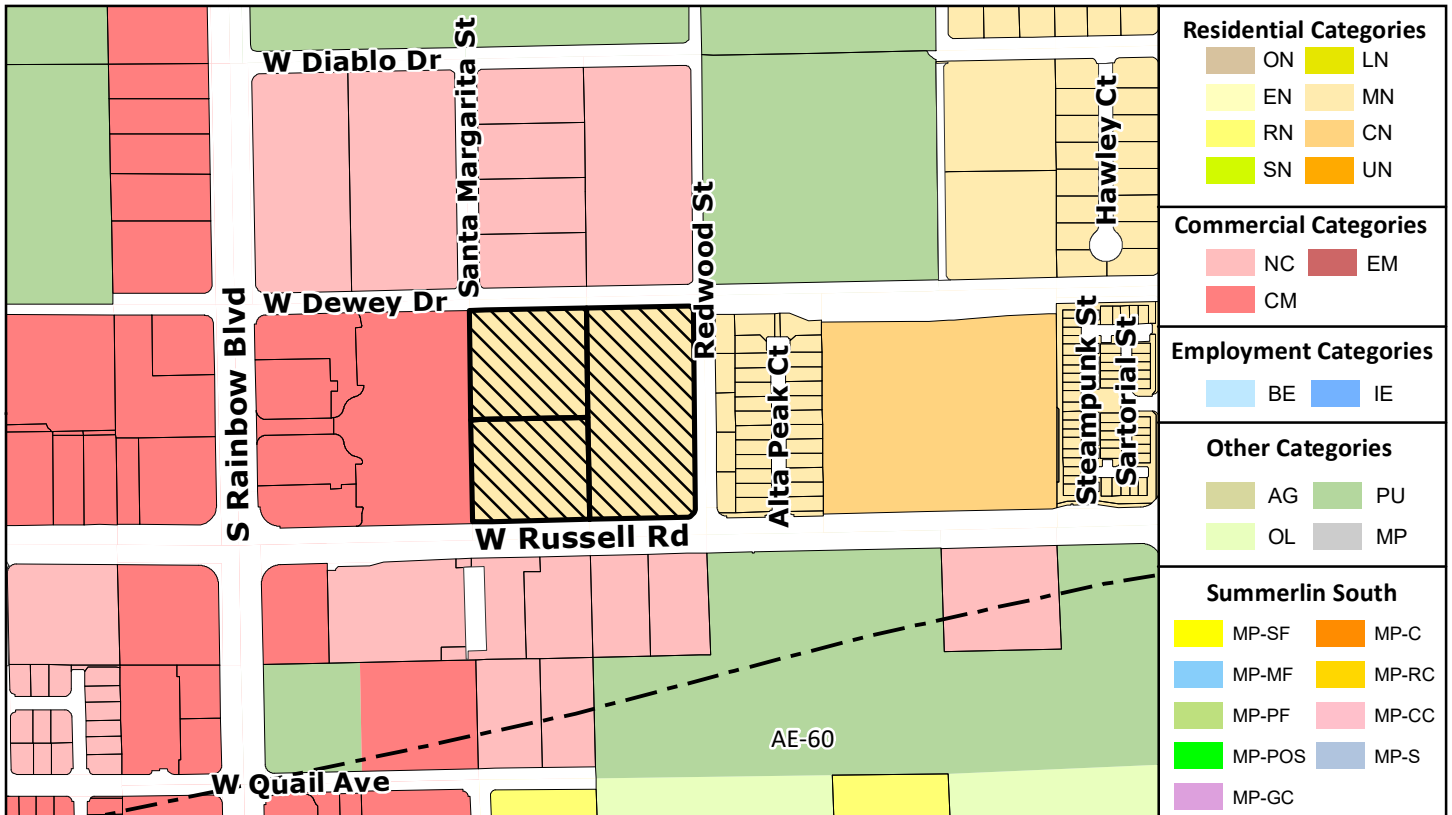 W Diablo Dr
Santa Margarita St
Hawley Ct
Redwood St
W Dewey Dr
S Rainbow Blvd
Alta Peak Ct
Steampunk St
Sartorial St
W Russell Rd
AE-60
W Quail Ave
Residential Categories
ON LN
EN MN
RN CN
SN UN
Commercial Categories
NC EM
CM
Employment Categories
BE IE
Other Categories
AG PU
OL MP
Summerlin South
MP-SF MP-C
MP-MF MP-RC
MP-PF MP-CC
MP-POS MP-S
MP-GC